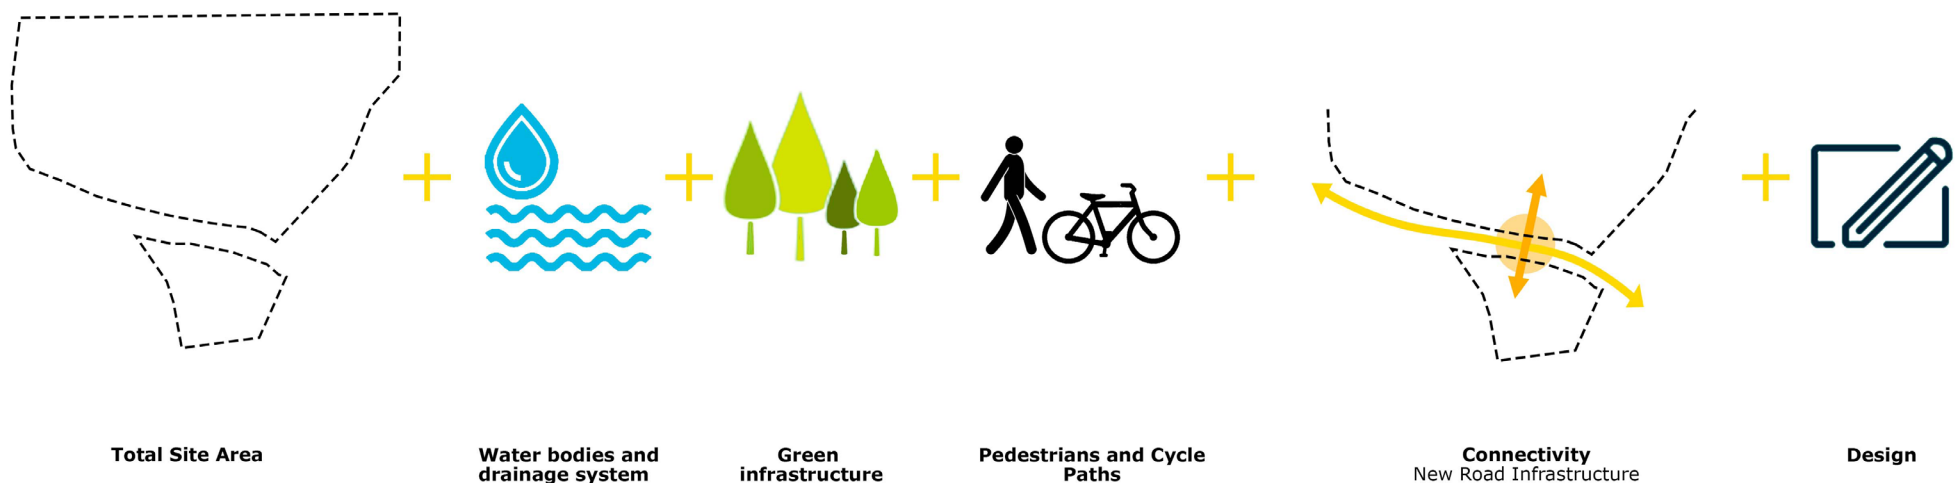 Total Site Area
Water bodies and
drainage system
Green
infrastructure
Pedestrians and Cycle
Paths
Connectivity
New Road Infrastructure
Design